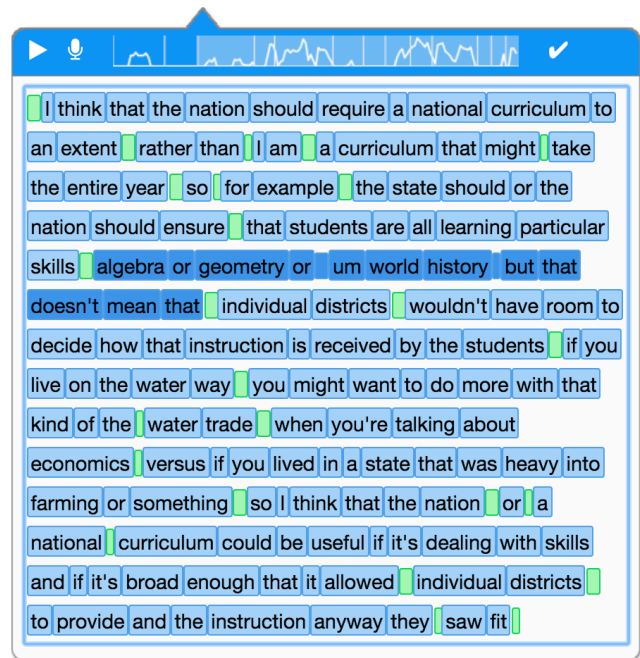 I think that the nation should require a national curriculum to
an extent rather than I am a curriculum that might take
the entire year so for example the state should or the
nation should ensure that students are all learning particular
skills algebra or geometry or um world history but that
doesn't mean that individual districts wouldn't have room to
decide how that instruction is received by the students if you
live on the water way you might want to do more with that
kind of the water trade when you're talking about
economics versus if you lived in a state that was heavy into
farming or something so I think that the nation or a
national curriculum could be useful if it's dealing with skills
and if it's broad enough that it allowed individual districts
to provide and the instruction anyway they saw fit